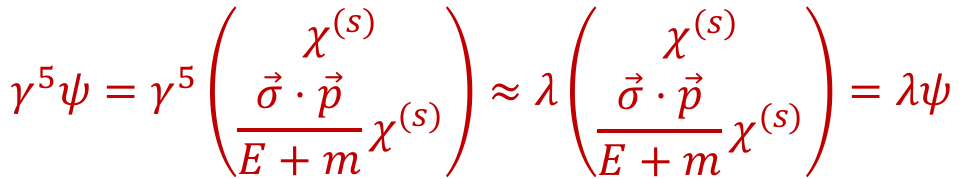 γ⁵ψ = γ⁵ ( χ⁽ˢ⁾ (σ⃗ · p⃗)/(E + m) χ⁽ˢ⁾ ) ≈ λ ( χ⁽ˢ⁾ (σ⃗ · p⃗)/(E + m) χ⁽ˢ⁾ ) = λψ